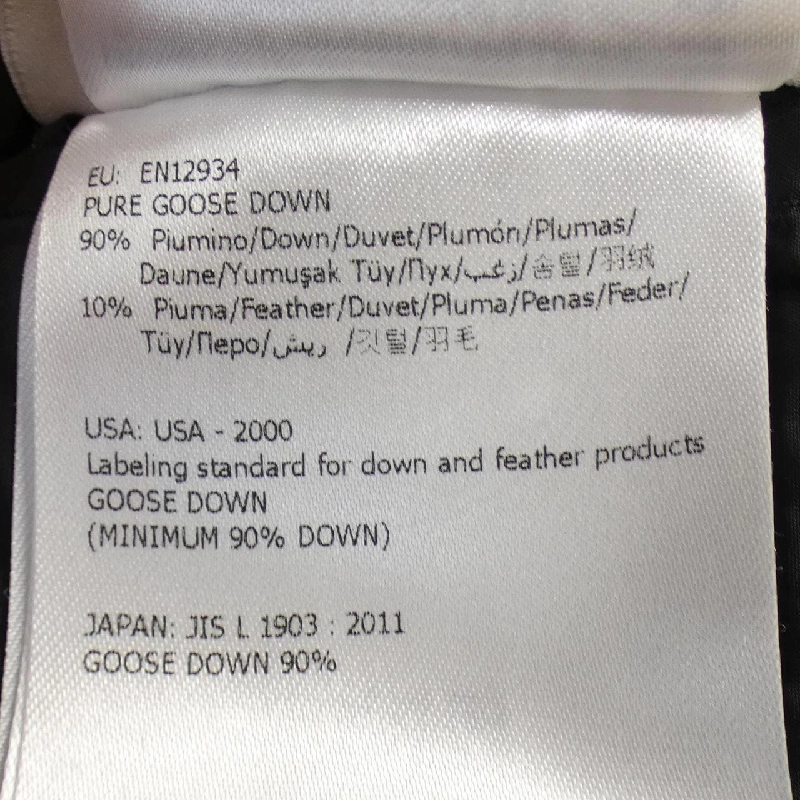 EU: EN12934
PURE GOOSE DOWN
90% Piumino/Down/Duvet/Plumón/Plumas/
Daune/Yumuşak Tüy/Пух/زغب/솜털/羽绒
10% Piuma/Feather/Duvet/Pluma/Penas/Feder/
Tüy/Перо/ريش /깃털/羽毛
USA: USA - 2000
Labeling standard for down and feather products
GOOSE DOWN
(MINIMUM 90% DOWN)
JAPAN: JIS L 1903 : 2011
GOOSE DOWN 90%